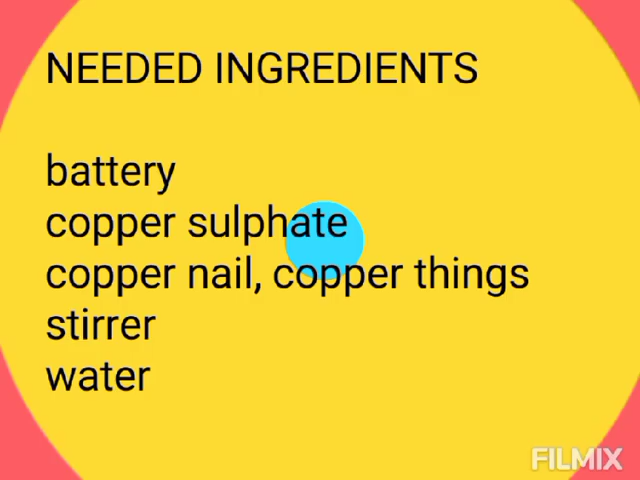 NEEDED INGREDIENTS
battery
copper sulphate
copper nail, copper things
stirrer
water
FILMIX